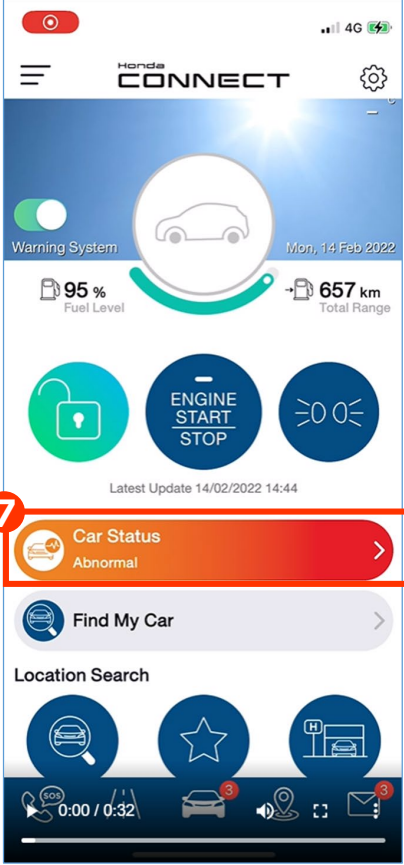 4G
Honda
CONNECT
Warning System
Mon, 14 Feb 2022
95 %
Fuel Level
657 km
Total Range
ENGINE
START
STOP
Latest Update 14/02/2022 14:44
7
Car Status
Abnormal
Find My Car
Location Search
H
SOS
3
3
0:00 / 0:32